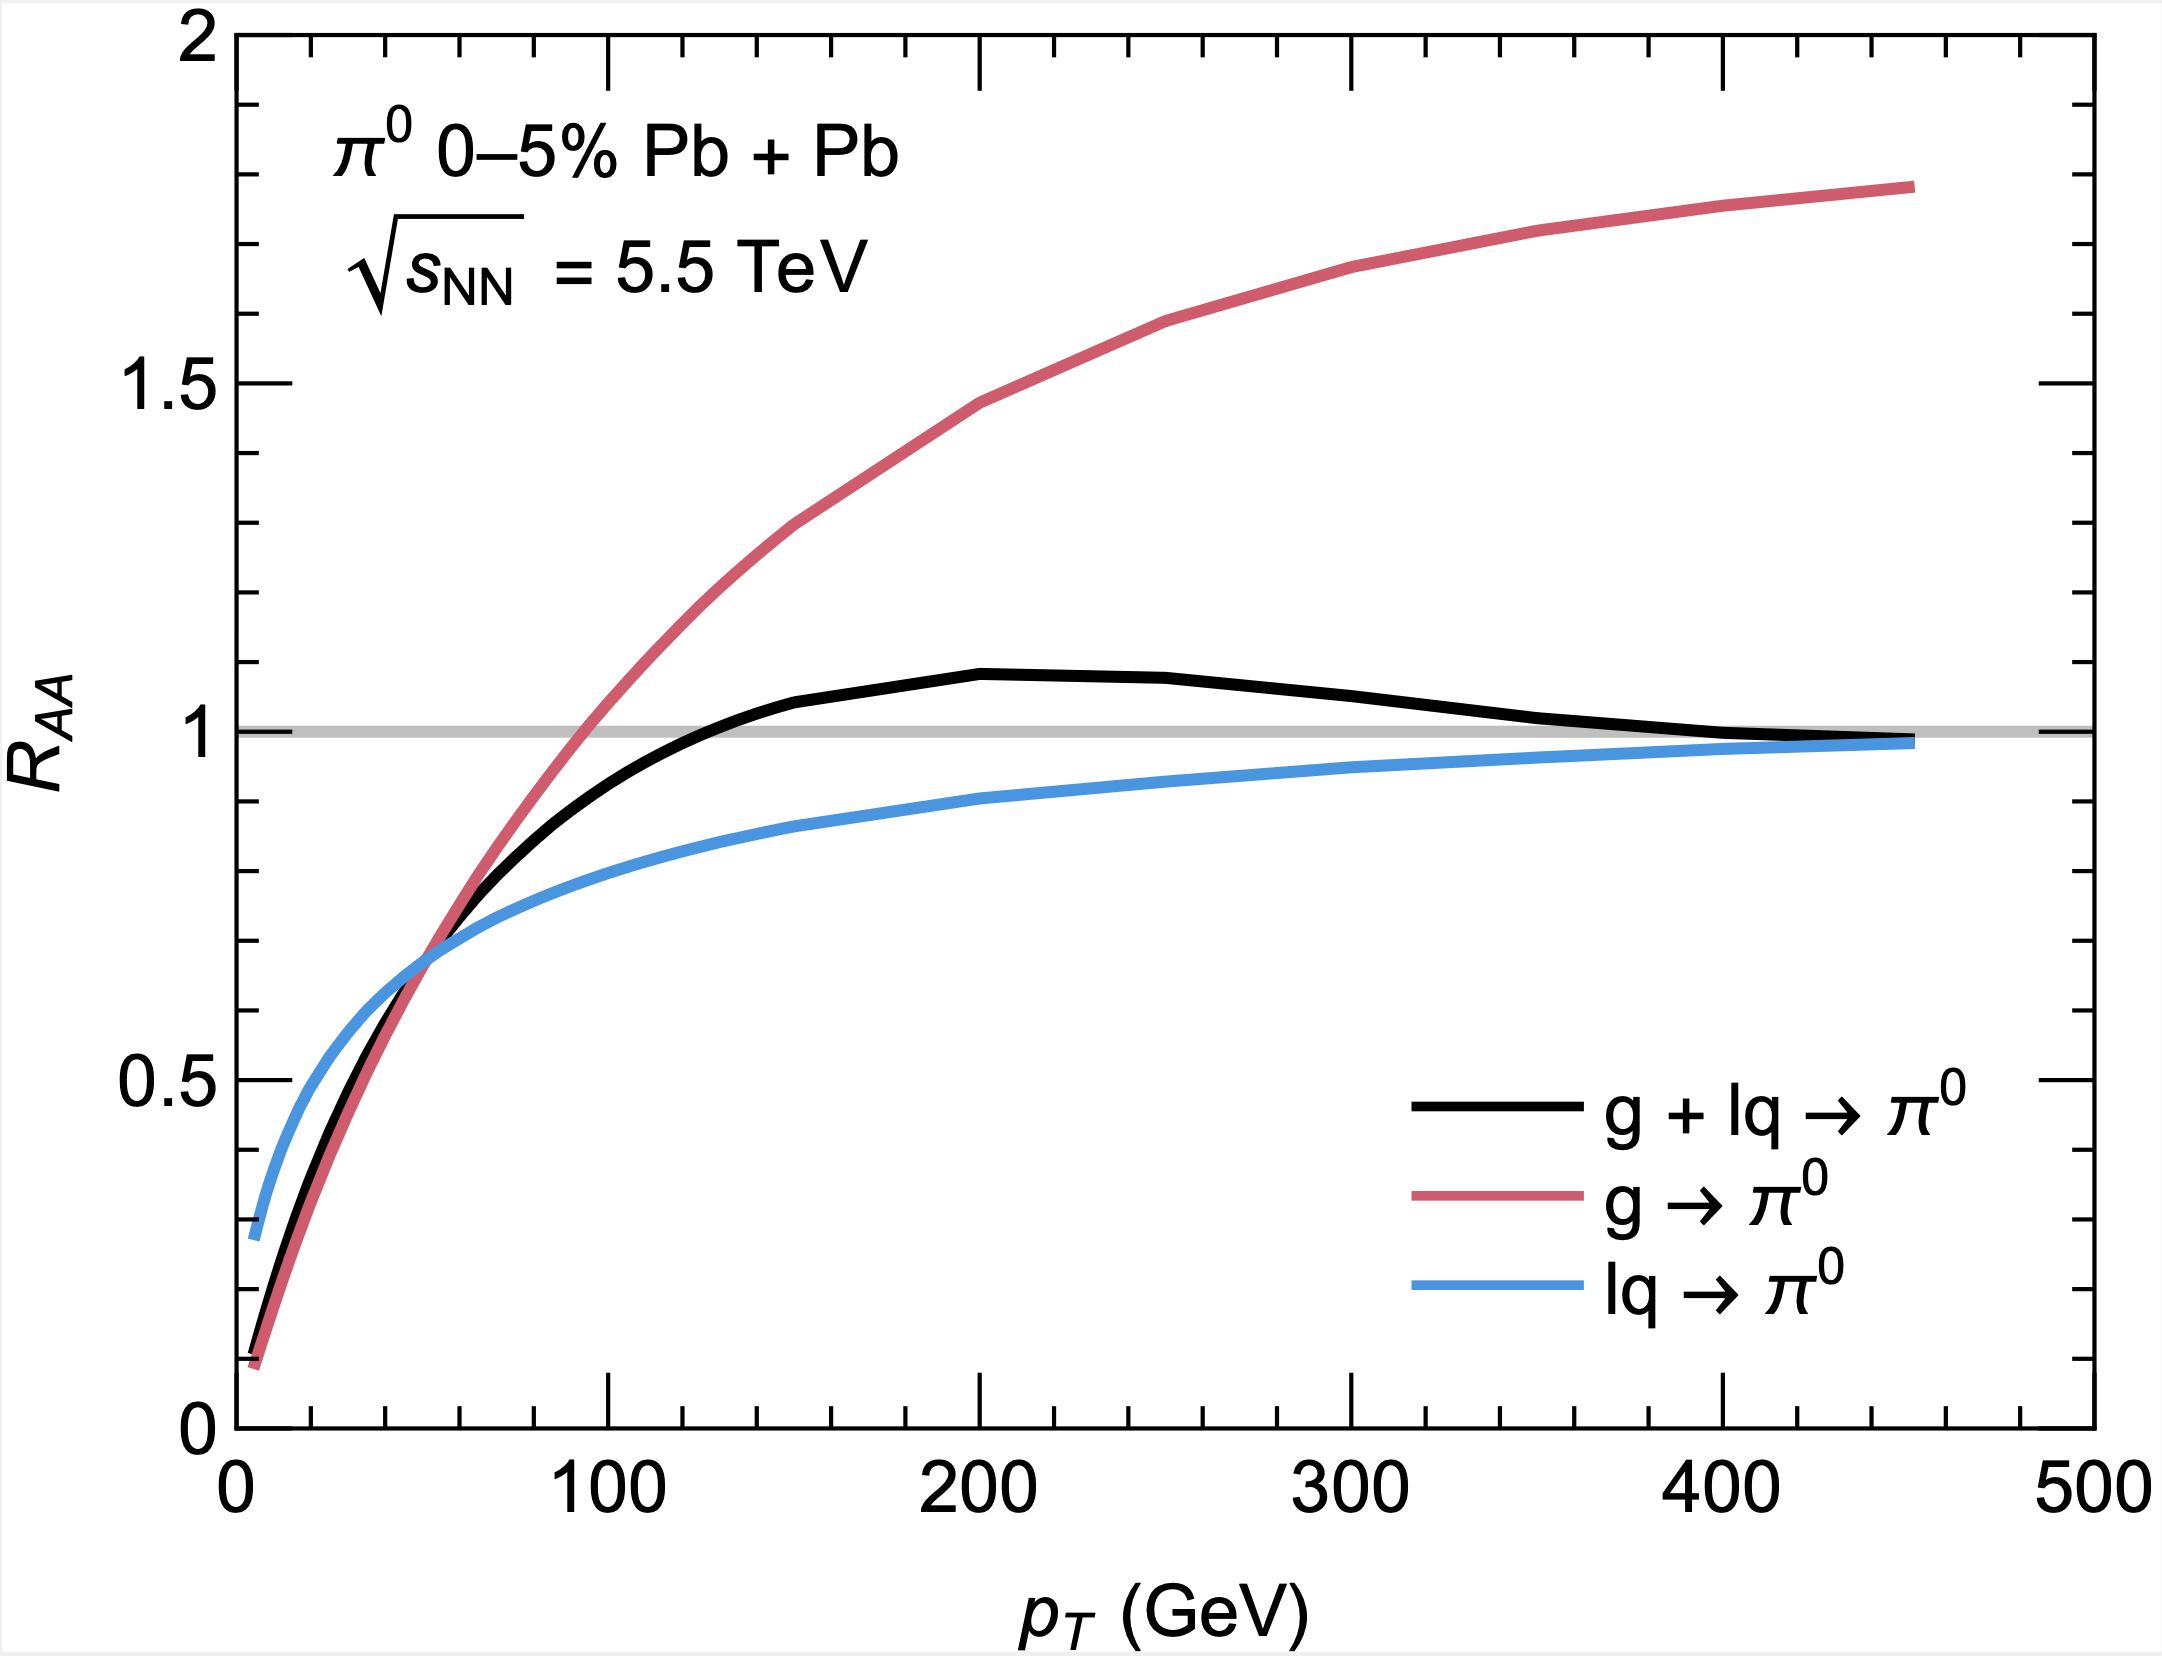 2
π⁰ 0–5% Pb + Pb
√sNN = 5.5 TeV
1.5
RAA
1
0.5
g + lq → π⁰
g → π⁰
lq → π⁰
0
0 100 200 300 400 500
pT (GeV)